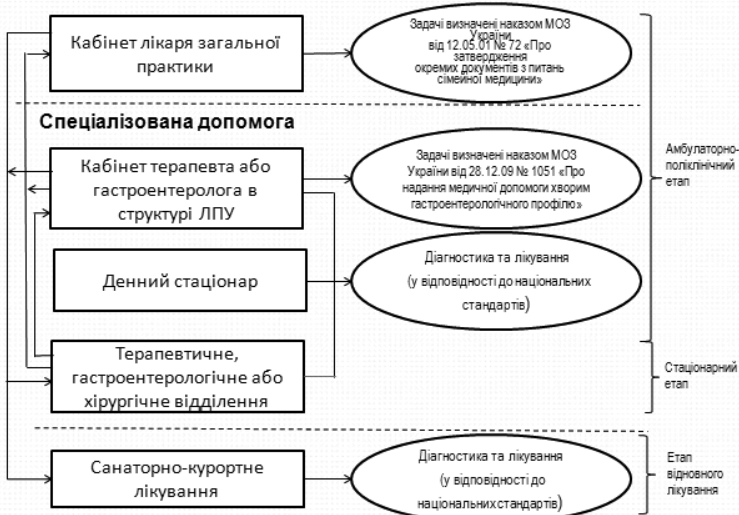 Кабінет лікаря загальної
практики
Задачі визначені наказом МОЗ
України
від 12.05.01 № 72 «Про
затвердження
окремих документів з питань
сімейної медицини»
Спеціалізована допомога
Кабінет терапевта або
гастроентеролога в
структурі ЛПУ
Задачі визначені наказом МОЗ
України від 28.12.09 № 1051 «Про
надання медичної допомоги хворим
гастроентерологічного профілю»
Амбулаторно-
поліклінічний
етап
Денний стаціонар
Діагностика та лікування
(у відповідності до національних
стандартів)
Терапевтичне,
гастроентерологічне або
хірургічне відділення
Стаціонарний
етап
Санаторно-курортне
лікування
Діагностика та лікування
(у відповідності до
національних стандартів)
Етап
відновного
лікування